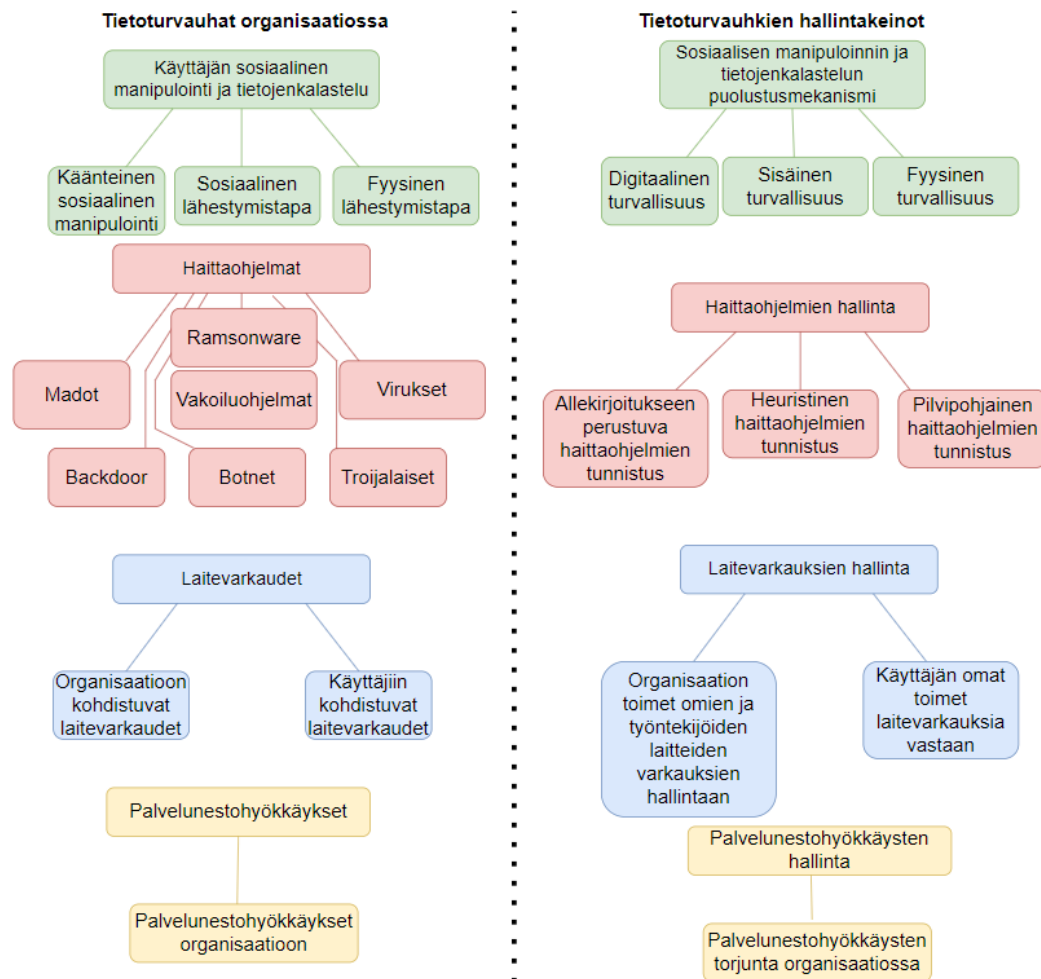 Tietoturvauhat organisaatiossa
Käyttäjän sosiaalinen
manipulointi ja tietojenkalastelu
Käänteinen
sosiaalinen
manipulointi
Sosiaalinen
lähestymistapa
Fyysinen
lähestymistapa
Haittaohjelmat
Ramsonware
Madot
Vakoiluohjelmat
Virukset
Backdoor
Botnet
Troijalaiset
Laitevarkaudet
Organisaatioon
kohdistuvat
laitevarkaudet
Käyttäjiin
kohdistuvat
laitevarkaudet
Palvelunestohyökkäykset
Palvelunestohyökkäykset
organisaatioon
Tietoturvauhkien hallintakeinot
Sosiaalisen manipuloinnin ja
tietojenkalastelun
puolustusmekanismi
Digitaalinen
turvallisuus
Sisäinen
turvallisuus
Fyysinen
turvallisuus
Haittaohjelmien hallinta
Allekirjoitukseen
perustuva
haittaohjelmien
tunnistus
Heuristinen
haittaohjelmien
tunnistus
Pilvipohjainen
haittaohjelmien
tunnistus
Laitevarkauksien hallinta
Organisaation
toimet omien ja
työntekijöiden
laitteiden
varkauksien
hallintaan
Käyttäjän omat
toimet
laitevarkauksia
vastaan
Palvelunestohyökkäysten
hallinta
Palvelunestohyökkäysten
torjunta organisaatiossa